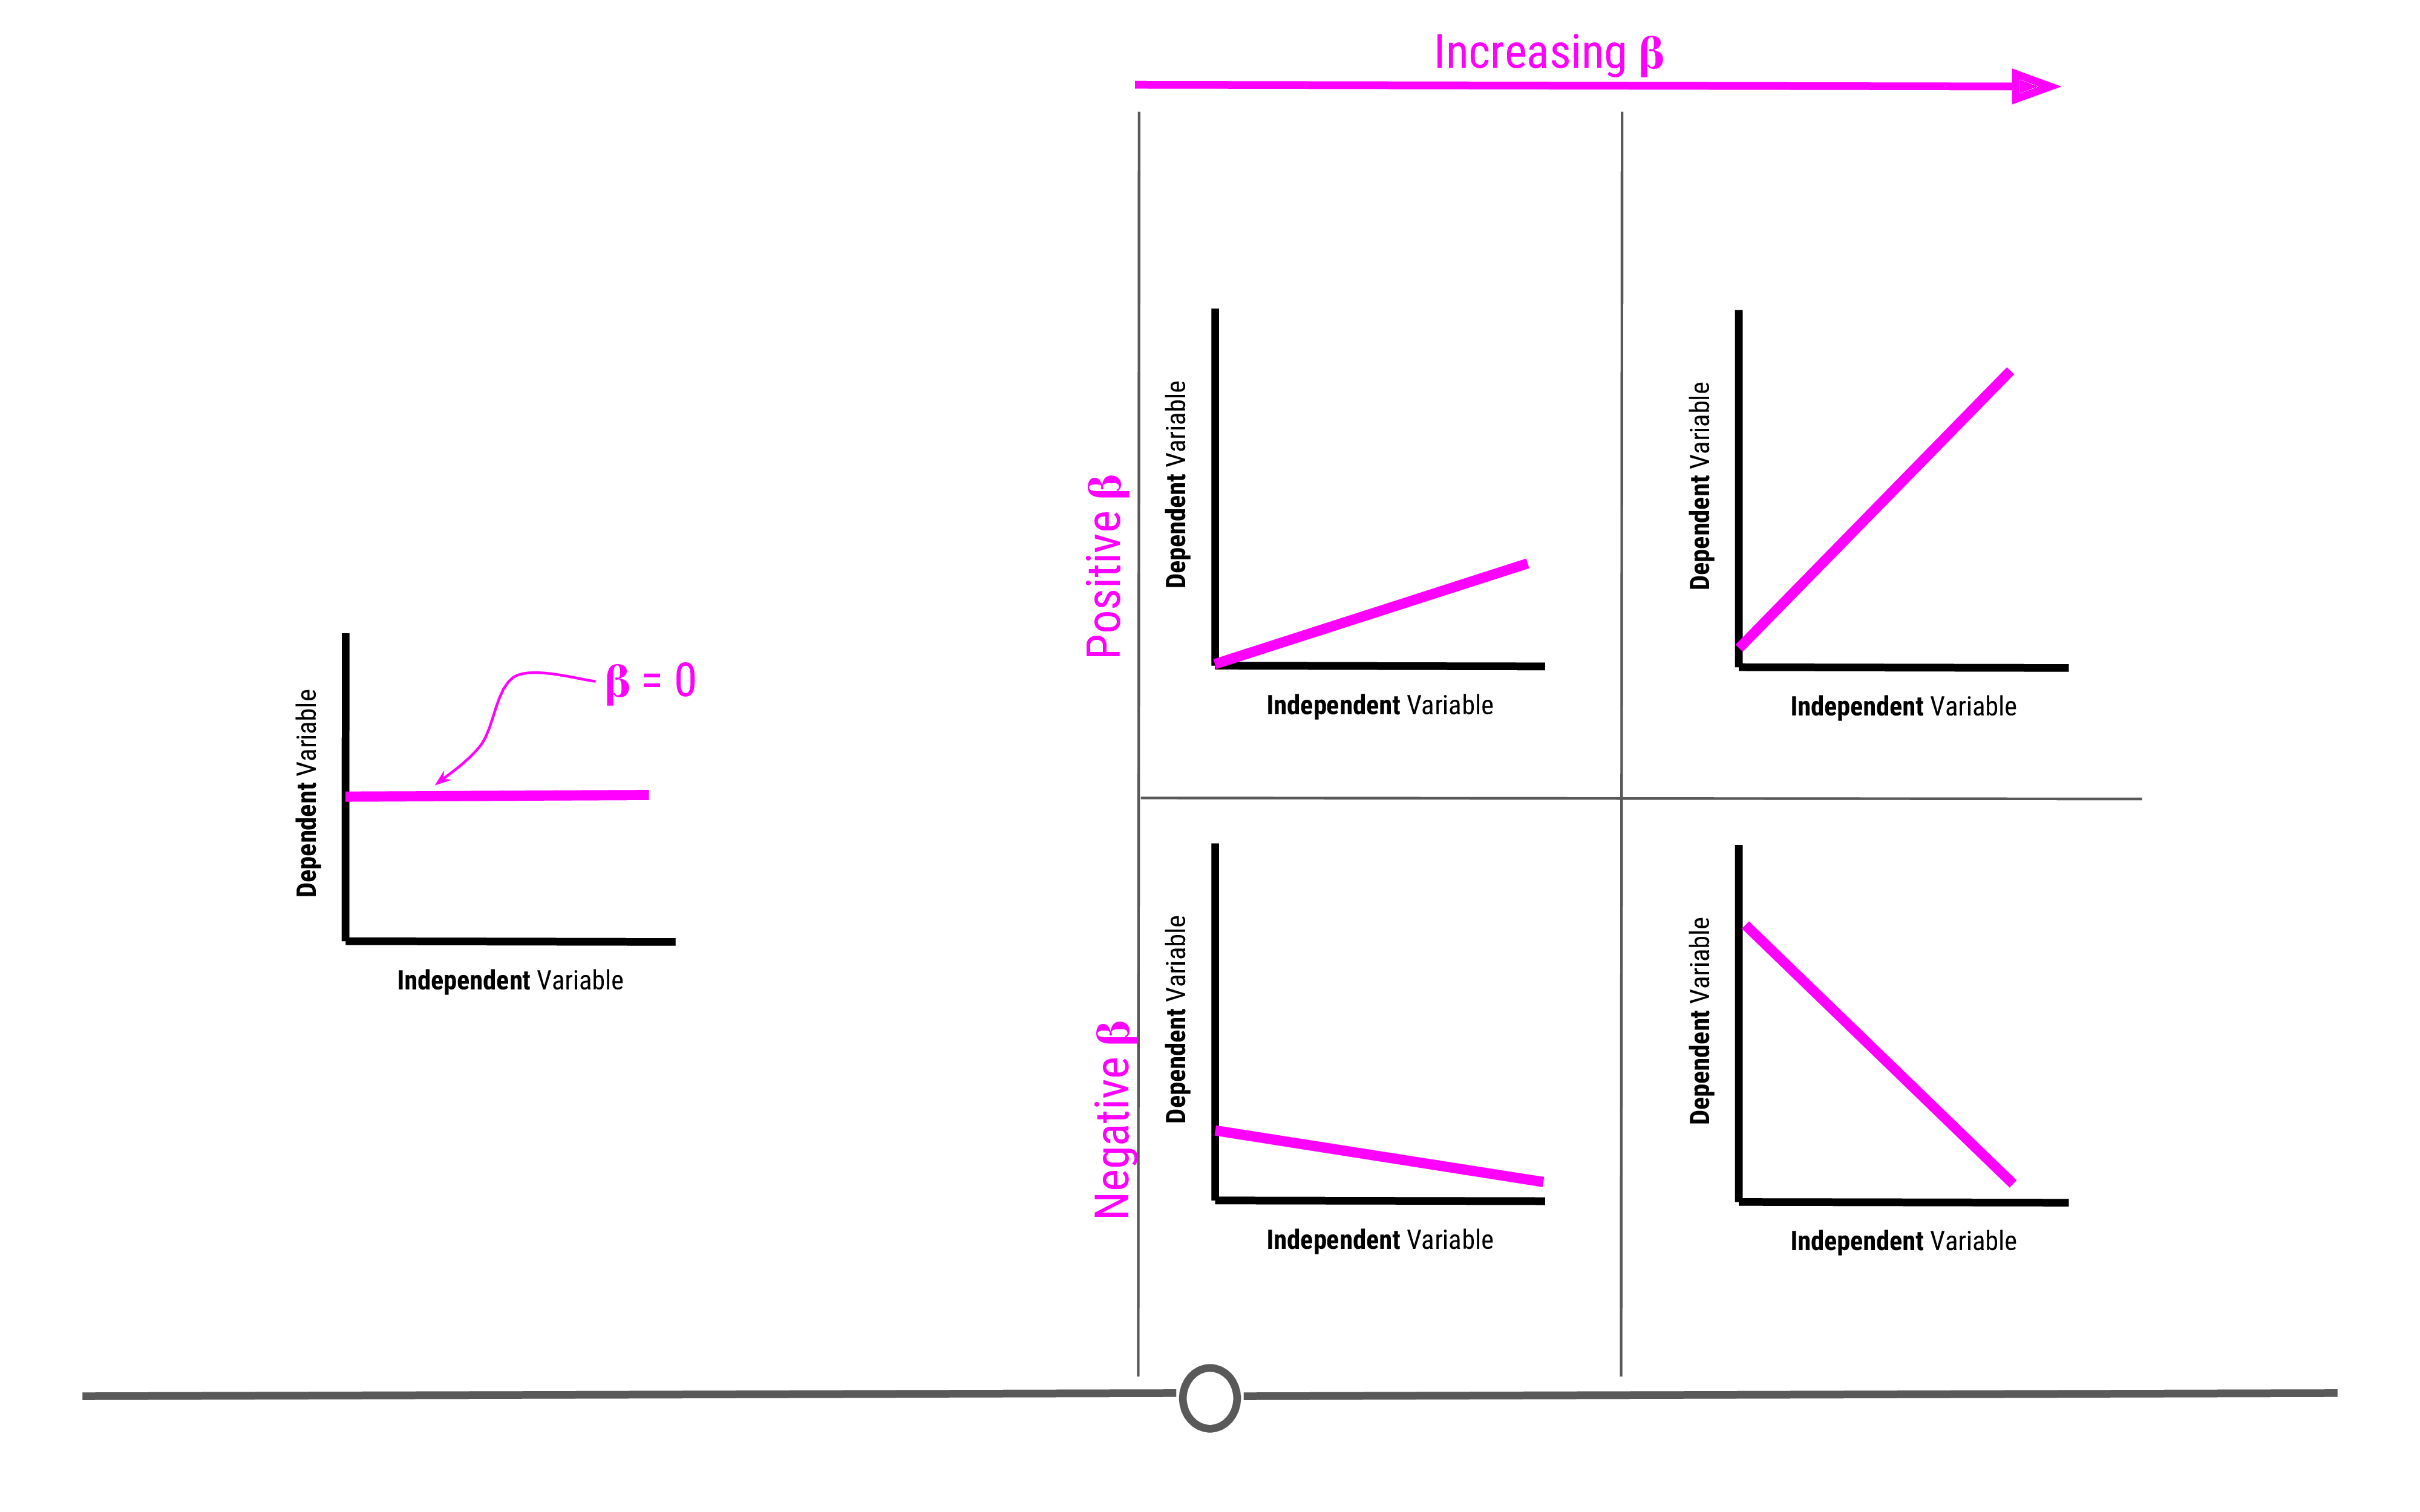 Increasing β
Positive β
Dependent Variable
Independent Variable
Dependent Variable
Independent Variable
β = 0
Dependent Variable
Independent Variable
Negative β
Dependent Variable
Independent Variable
Dependent Variable
Independent Variable